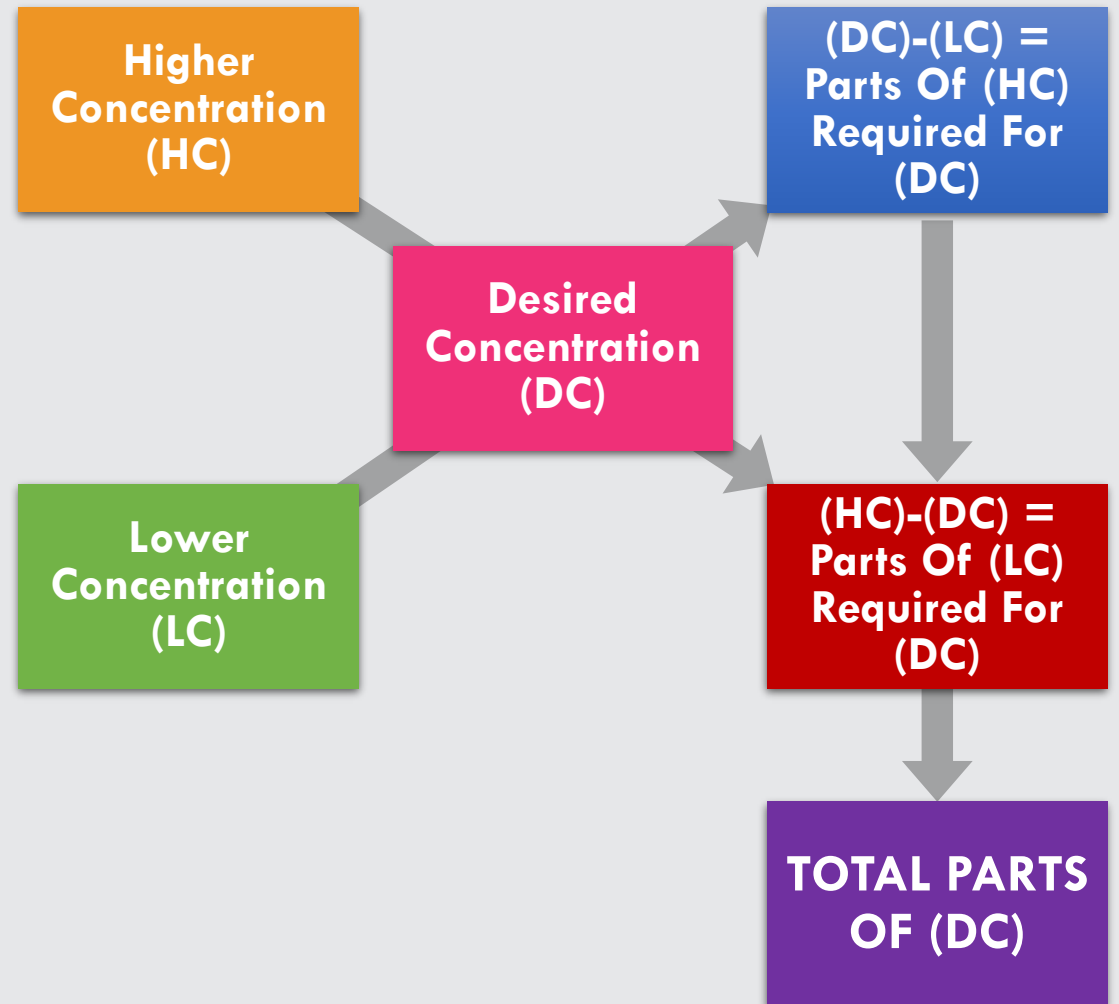 Higher
Concentration
(HC)
(DC)-(LC) =
Parts Of (HC)
Required For
(DC)
Desired
Concentration
(DC)
Lower
Concentration
(LC)
(HC)-(DC) =
Parts Of (LC)
Required For
(DC)
TOTAL PARTS
OF (DC)